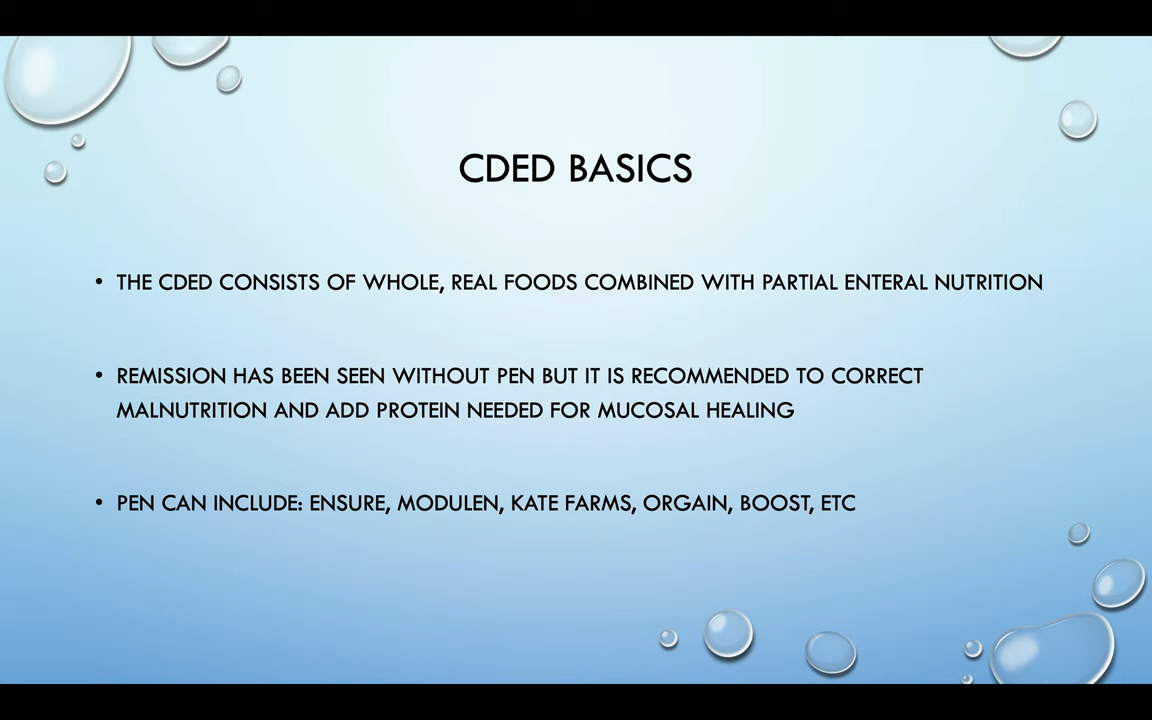 CDED BASICS
• THE CDED CONSISTS OF WHOLE, REAL FOODS COMBINED WITH PARTIAL ENTERAL NUTRITION
• REMISSION HAS BEEN SEEN WITHOUT PEN BUT IT IS RECOMMENDED TO CORRECT
MALNUTRITION AND ADD PROTEIN NEEDED FOR MUCOSAL HEALING
• PEN CAN INCLUDE: ENSURE, MODULEN, KATE FARMS, ORGAIN, BOOST, ETC